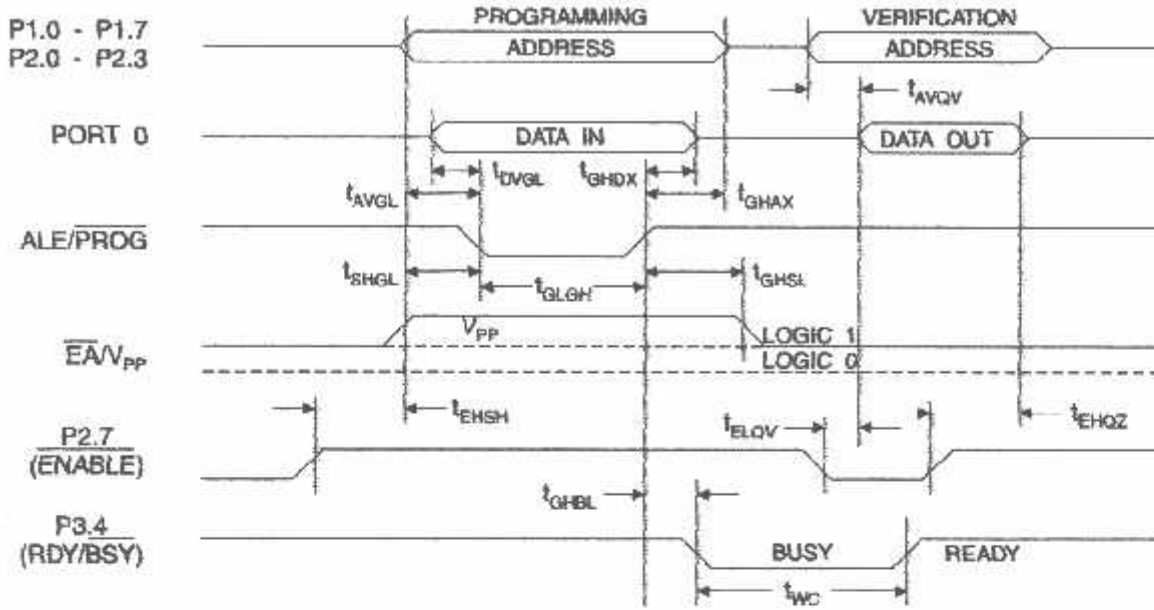 PROGRAMMING
VERIFICATION
P1.0 - P1.7
P2.0 - P2.3
ADDRESS
ADDRESS
tAVQV
PORT 0
DATA IN
DATA OUT
tDVGL
tGHDX
tAVGL
tGHAX
ALE/PROG
tSHGL
tGLGH
tGHSL
VPP
EA/VPP
LOGIC 1
LOGIC 0
tEHSH
tELQV
tEHQZ
P2.7
(ENABLE)
tGHBL
P3.4
(RDY/BSY)
BUSY
READY
tWC